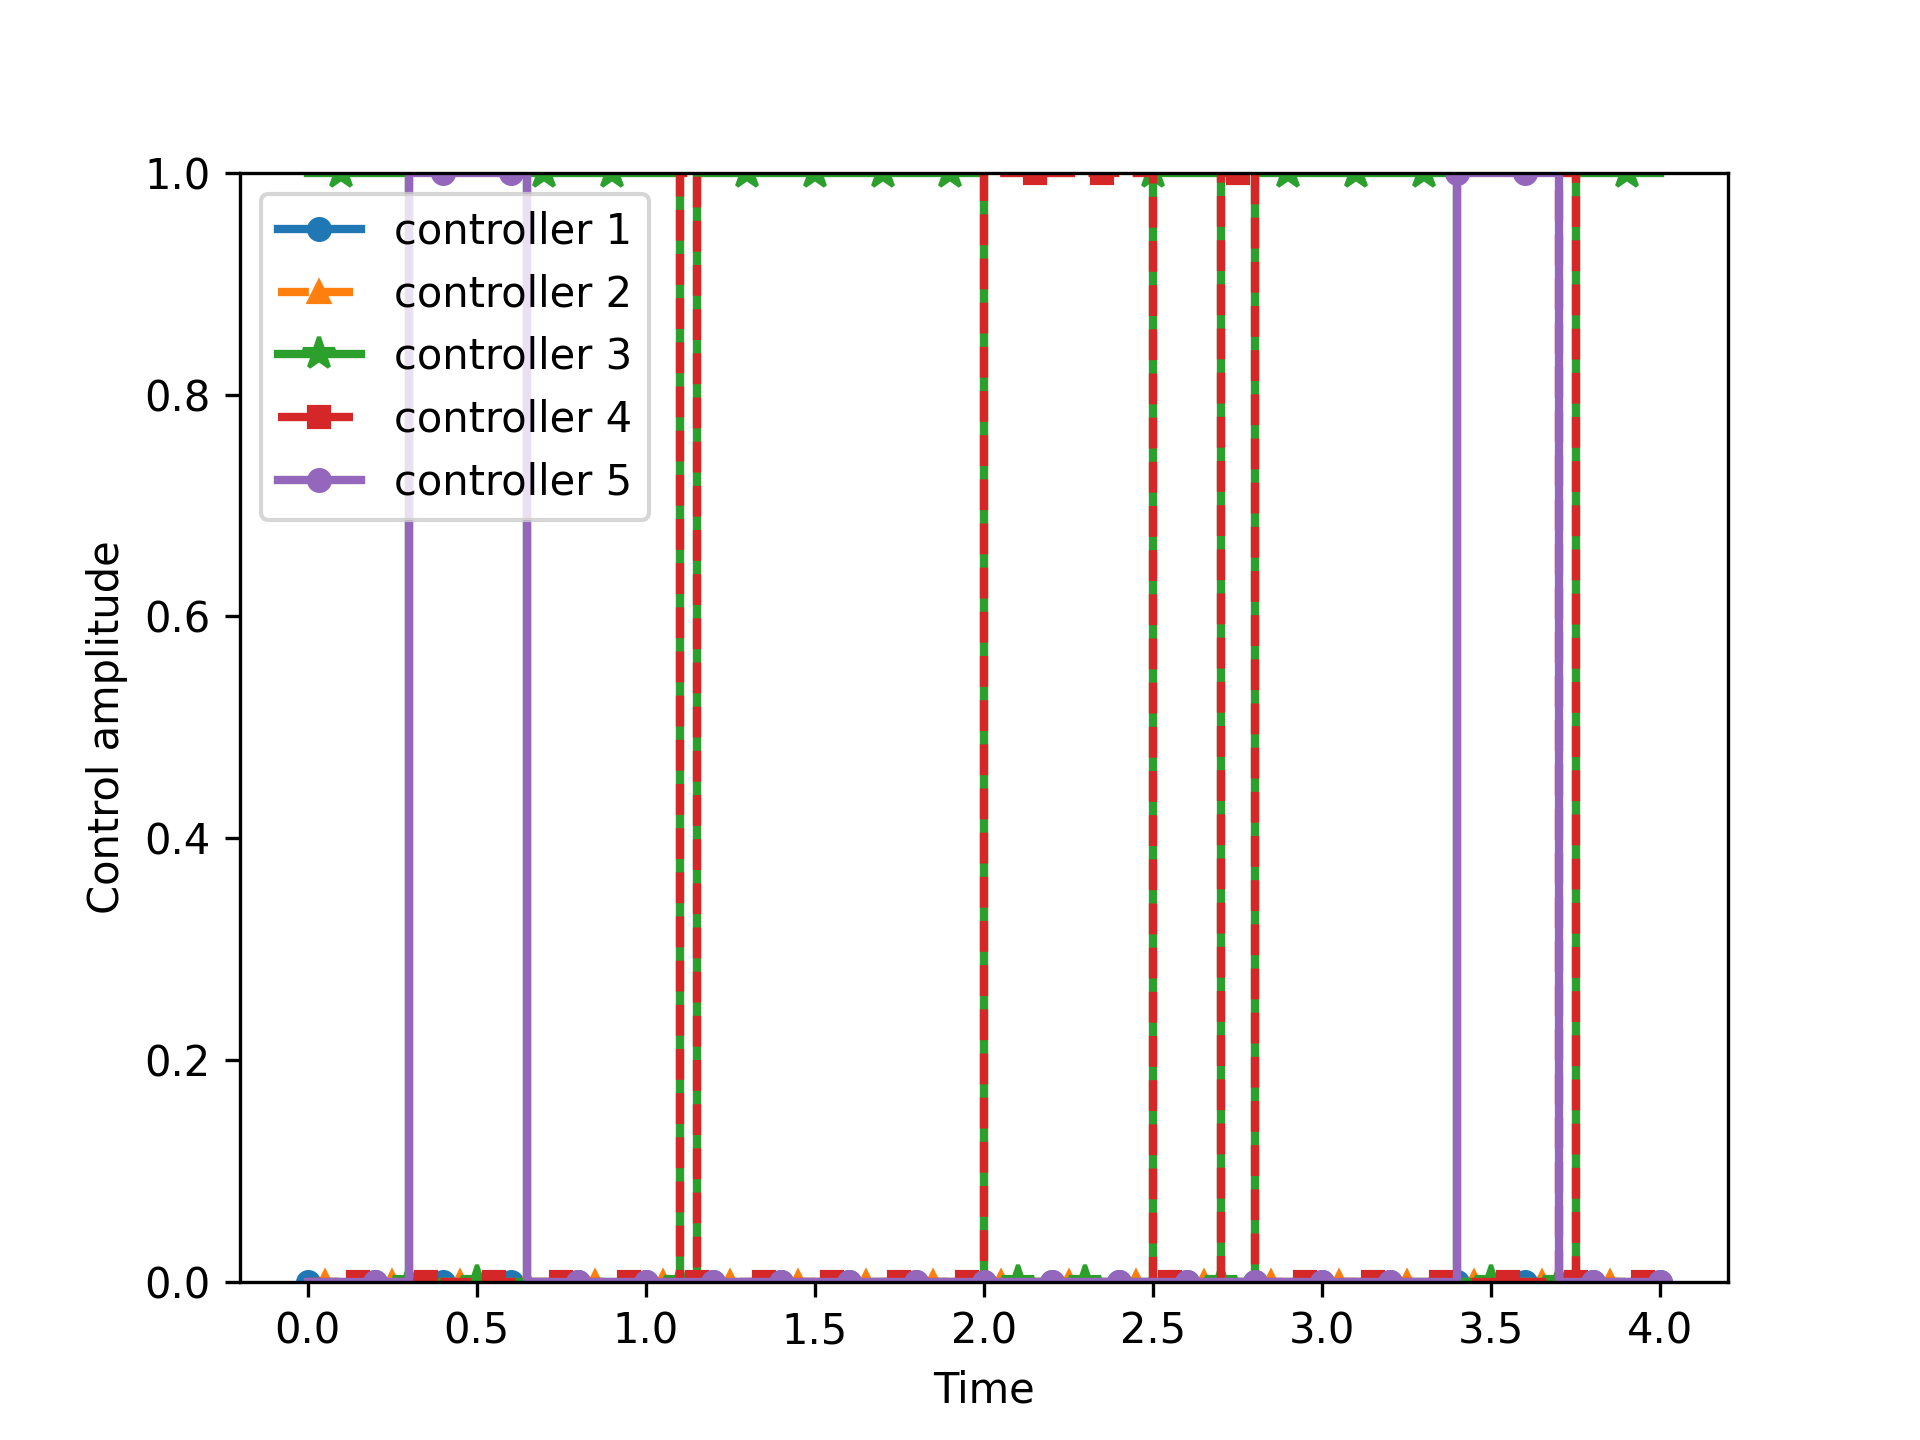 controller 1
controller 2
controller 3
controller 4
controller 5
Control amplitude
1.0
0.8
0.6
0.4
0.2
0.0
0.0 0.5 1.0 1.5 2.0 2.5 3.0 3.5 4.0
Time